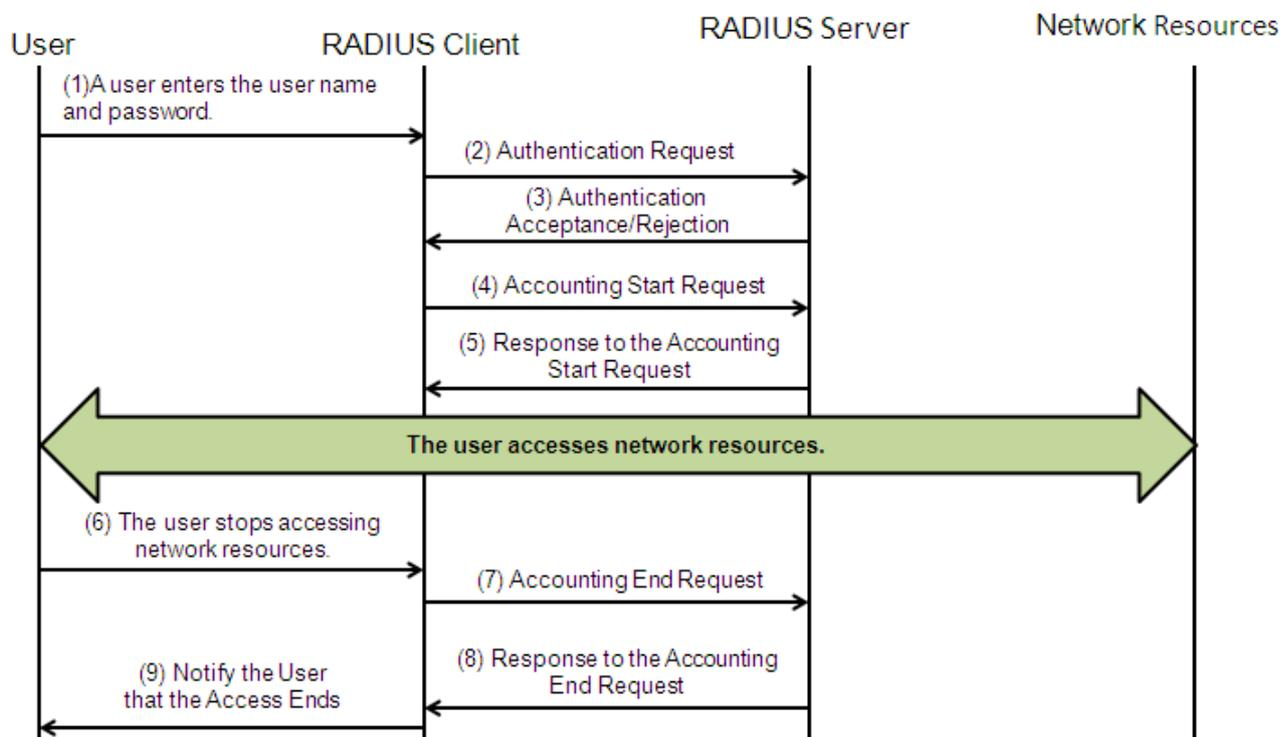 User
RADIUS Client
RADIUS Server
Network Resources
(1)A user enters the user name
and password.
(2) Authentication Request
(3) Authentication
Acceptance/Rejection
(4) Accounting Start Request
(5) Response to the Accounting
Start Request
The user accesses network resources.
(6) The user stops accessing
network resources.
(7) Accounting End Request
(8) Response to the Accounting
End Request
(9) Notify the User
that the Access Ends